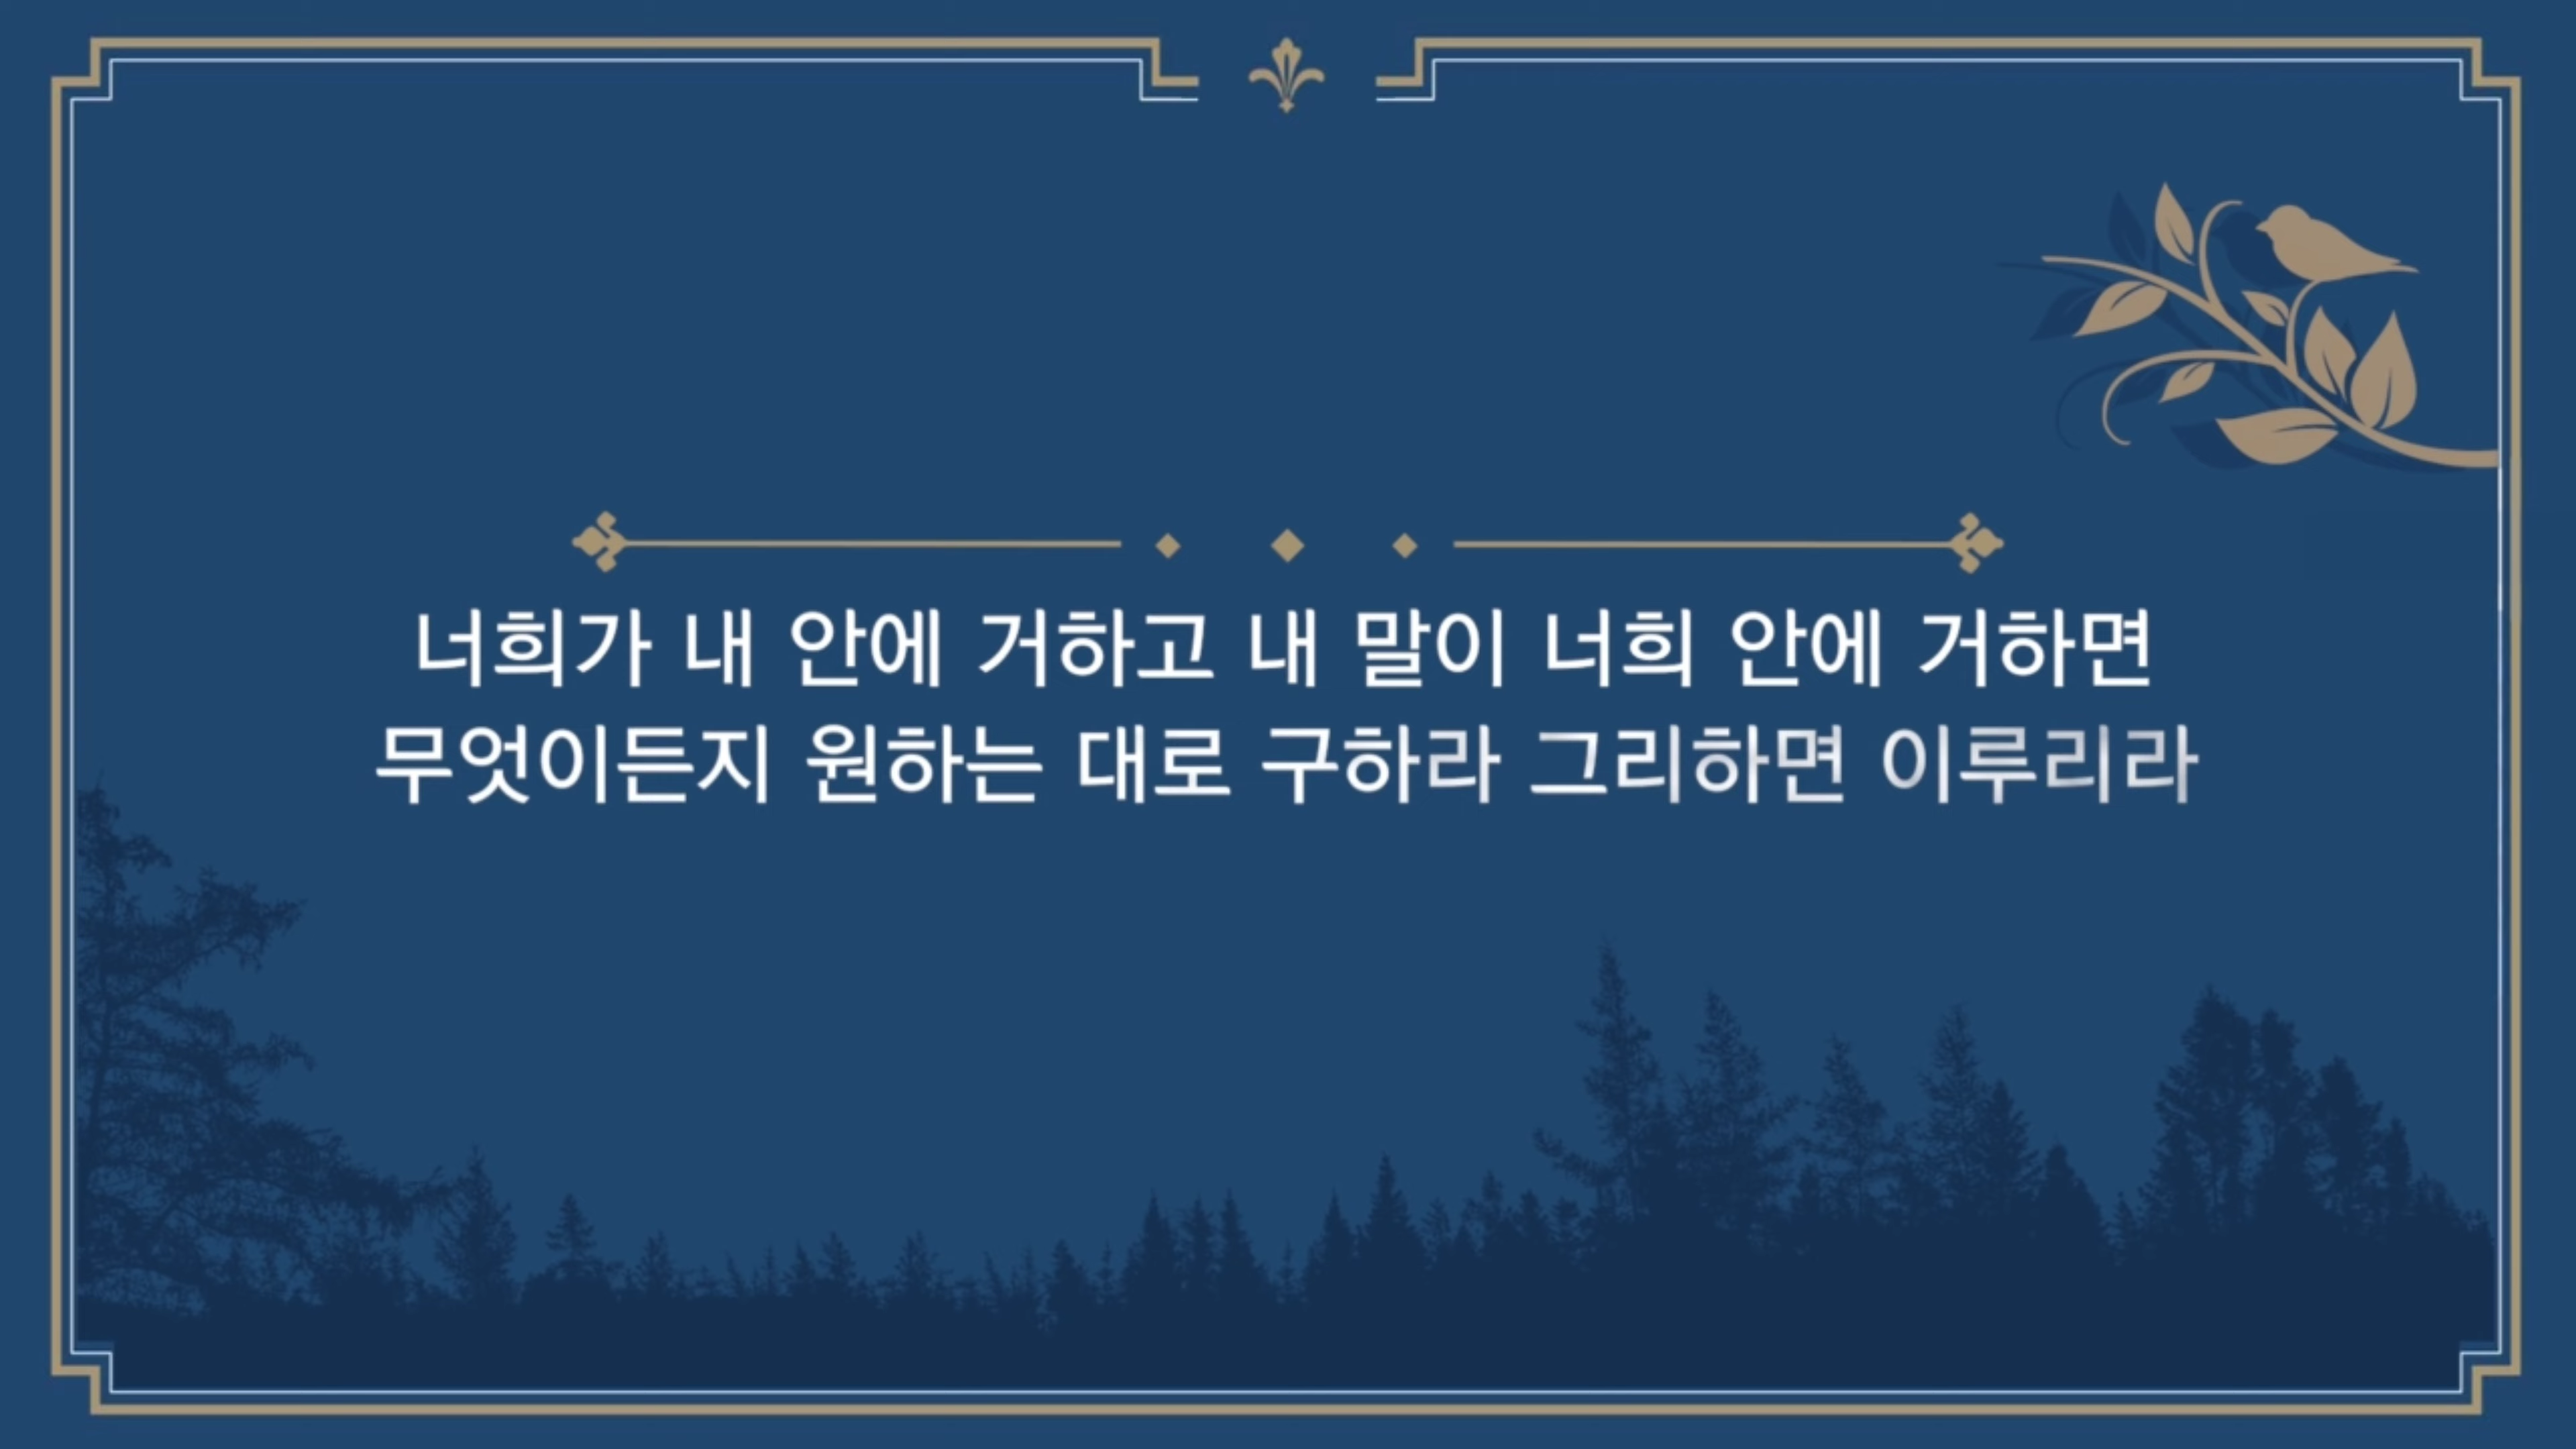 너희가 내 안에 거하고 내 말이 너희 안에 거하면
무엇이든지 원하는 대로 구하라 그리하면 이루리라